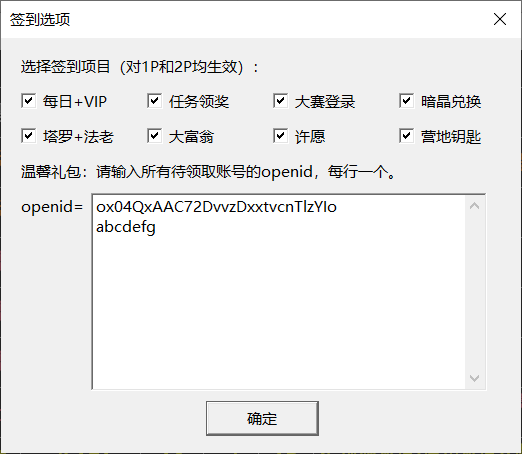 签到选项
选择签到项目（对1P和2P均生效）：
每日+VIP 任务领奖 大赛登录 暗晶兑换
塔罗+法老 大富翁 许愿 营地钥匙
温馨礼包：请输入所有待领取账号的openid，每行一个。
openid= ox04QxAAC72DvvzDxxtvcnTlzYIo
abcdefg
确定